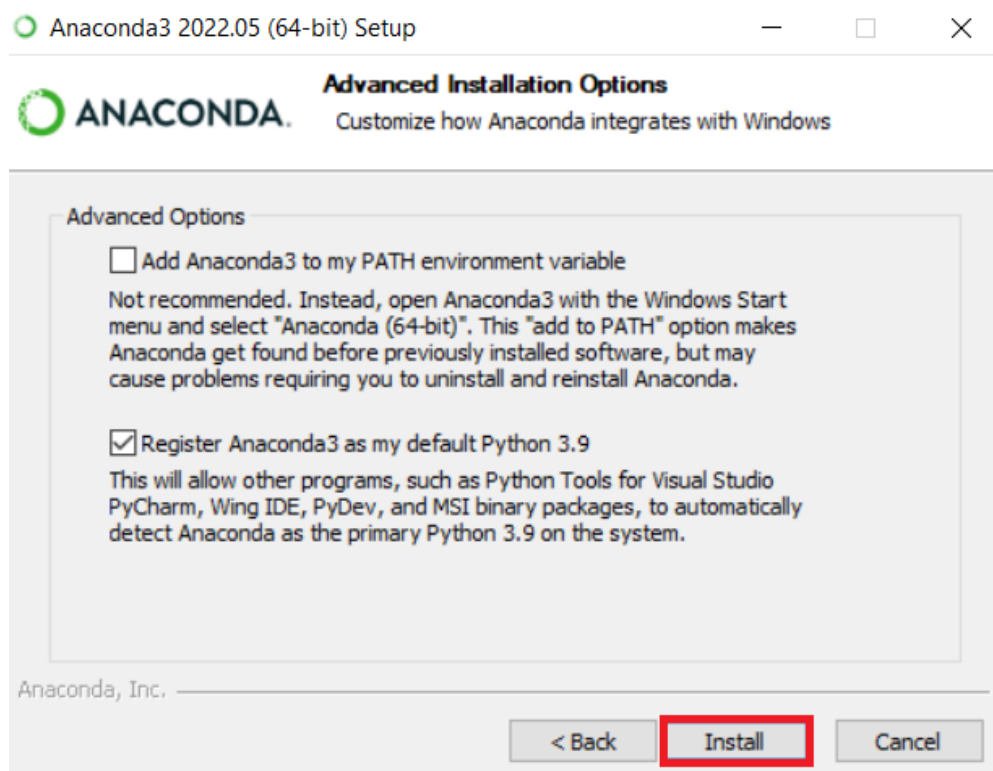 Anaconda3 2022.05 (64-bit) Setup
ANACONDA.
Advanced Installation Options
Customize how Anaconda integrates with Windows
Advanced Options
Add Anaconda3 to my PATH environment variable
Not recommended. Instead, open Anaconda3 with the Windows Start
menu and select "Anaconda (64-bit)". This "add to PATH" option makes
Anaconda get found before previously installed software, but may
cause problems requiring you to uninstall and reinstall Anaconda.
Register Anaconda3 as my default Python 3.9
This will allow other programs, such as Python Tools for Visual Studio
PyCharm, Wing IDE, PyDev, and MSI binary packages, to automatically
detect Anaconda as the primary Python 3.9 on the system.
Anaconda, Inc.
< Back
Install
Cancel